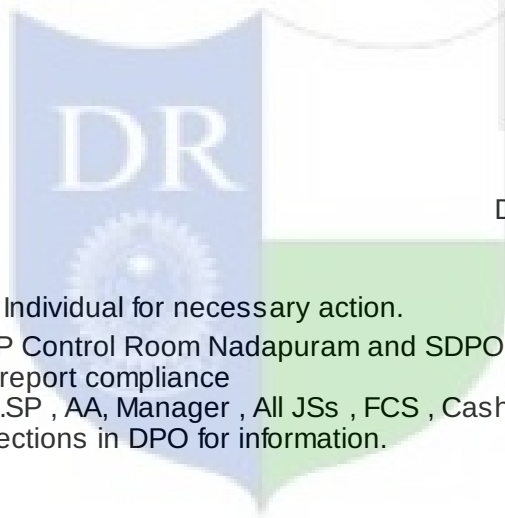 DR
D
Individual for necessary action.
P Control Room Nadapuram and SDPO
report compliance
.SP , AA, Manager , All JSs , FCS , Cash
ections in DPO for information.